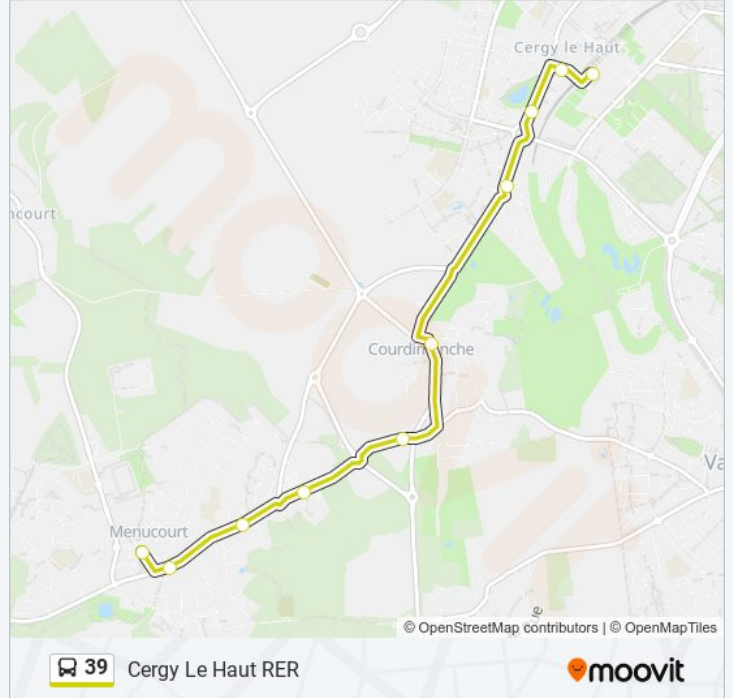 Cergy le Haut
ncourt
Courdimanche
Va
Menucourt
© OpenStreetMap contributors | © OpenMapTiles
39 Cergy Le Haut RER
moovit